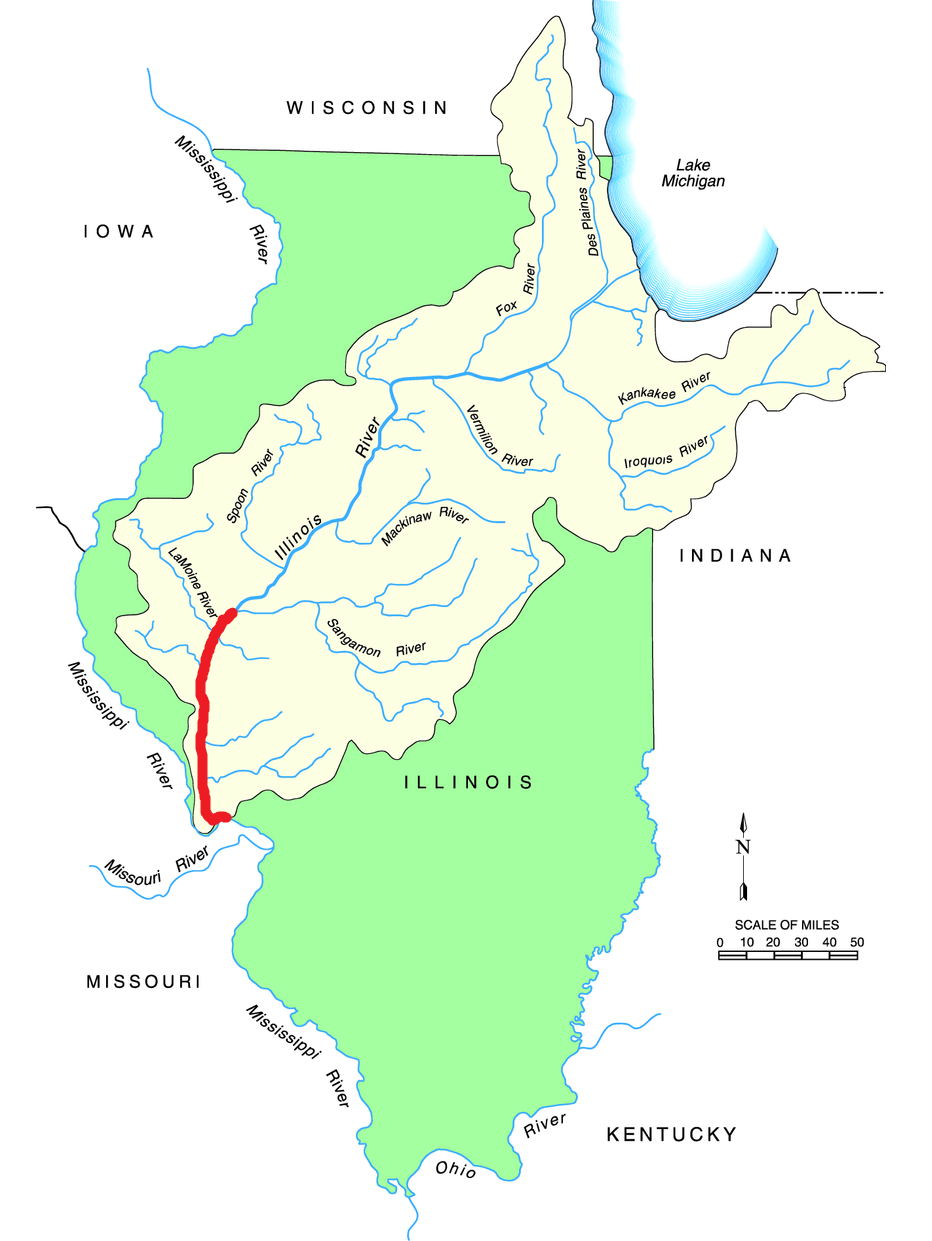 WISCONSIN
Mississippi
River
IOWA
Lake
Michigan
Des Plaines River
Fox
River
Kankakee River
Iroquois River
Vermilion River
River
Illinois
Spoon
River
Mackinaw River
LaMoine River
Sangamon River
INDIANA
Mississippi
River
ILLINOIS
Missouri River
N
SCALE OF MILES
0 10 20 30 40 50
MISSOURI
Mississippi
River
Ohio
River
KENTUCKY